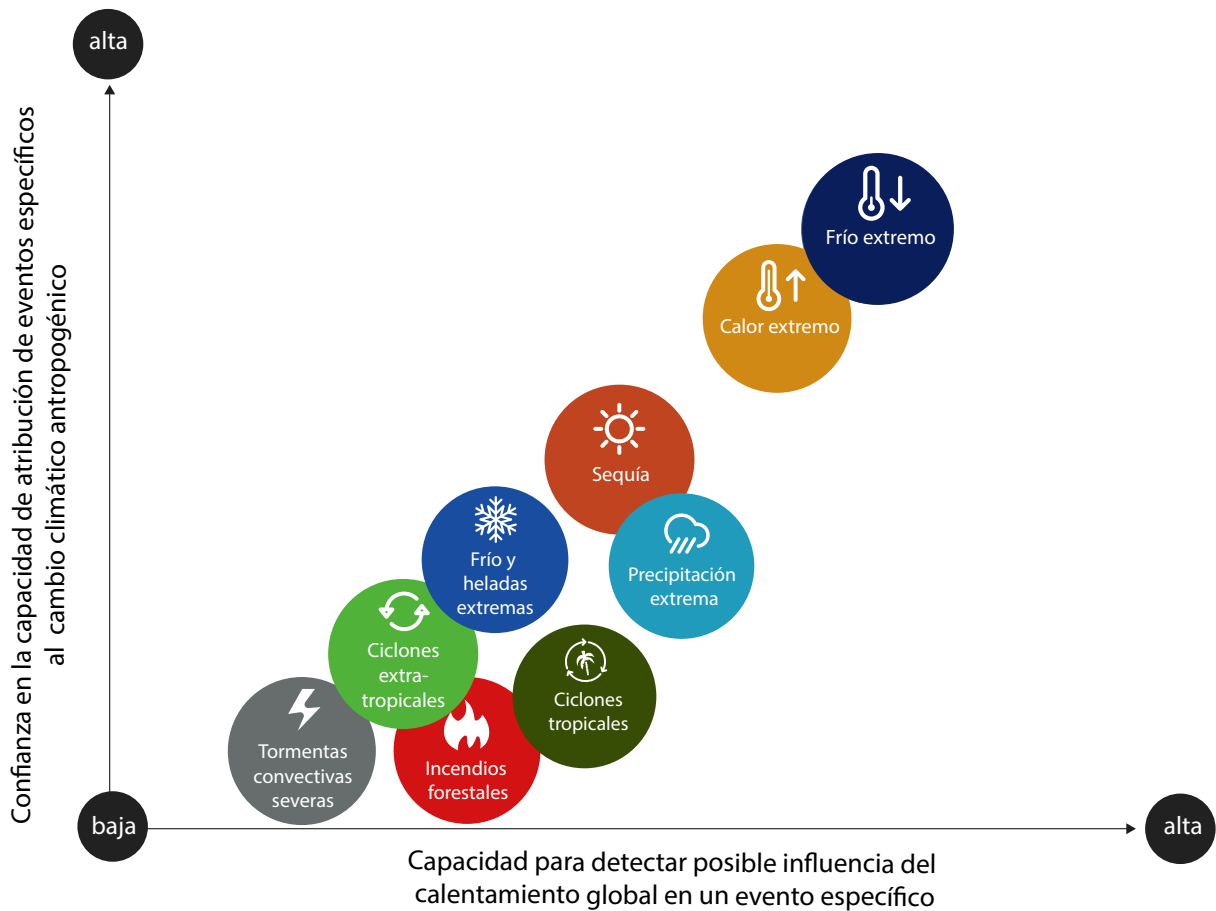 alta
Confianza en la capacidad de atribución de eventos específicos
al cambio climático antropogénico
Frío extremo
Calor extremo
Sequía
Frío y
heladas
extremas
Precipitación
extrema
Ciclones
extra-
tropicales
Ciclones
tropicales
Tormentas
convectivas
severas
Incendios
forestales
baja
alta
Capacidad para detectar posible influencia del
calentamiento global en un evento específico